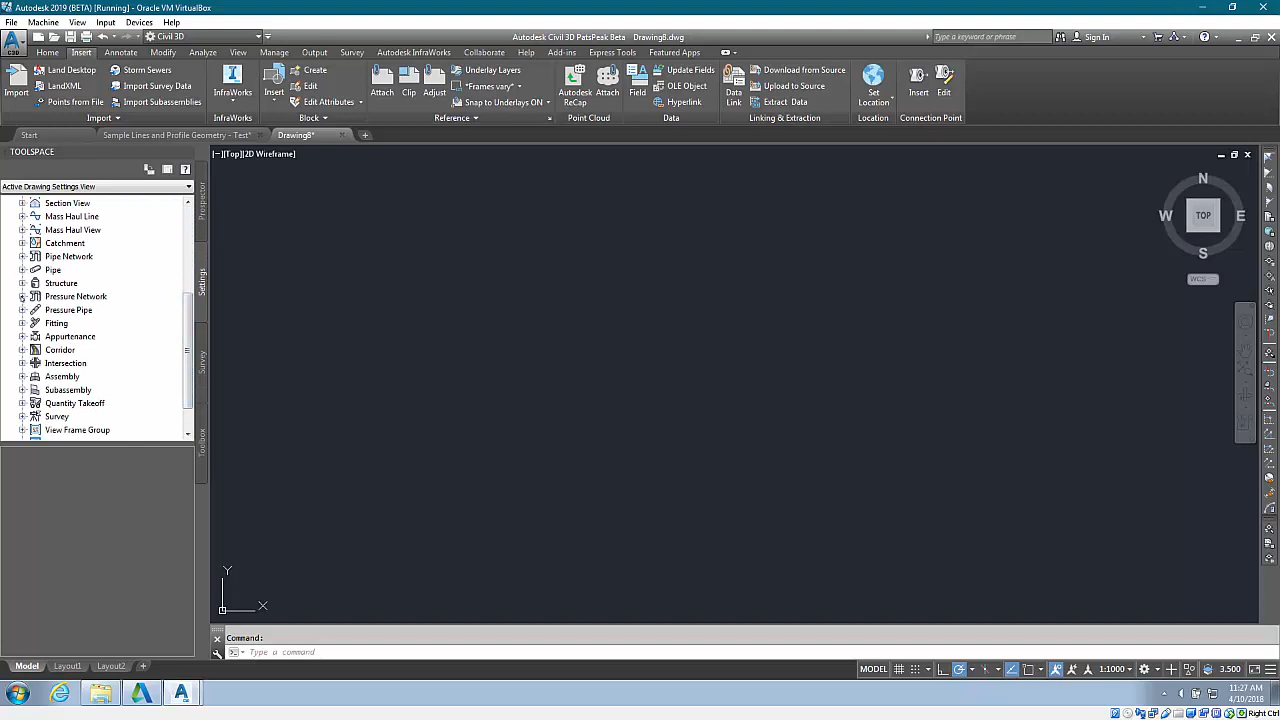 Autodesk 2019 (BETA) [Running] - Oracle VM VirtualBox
File Machine View Input Devices Help
Civil 3D
Autodesk Civil 3D PatsPeak Beta Drawing8.dwg
Type a keyword or phrase
Sign In
C3D
Home Insert Annotate Modify Analyze View Manage Output Survey Autodesk InfraWorks Collaborate Help Add-ins Express Tools Featured Apps
Land Desktop Storm Sewers Create Underlay Layers Update Fields Download from Source
LandXML Import Survey Data Edit *Frames vary* OLE Object Upload to Source
Import InfraWorks Insert Attach Clip Adjust Autodesk ReCap Attach Field Data Link Set Location Insert Edit
Points from File Import Subassemblies Edit Attributes Snap to Underlays ON Hyperlink Extract Data
Import InfraWorks Block Reference Point Cloud Data Linking & Extraction Location Connection Point
Start Sample Lines and Profile Geometry - Test* Drawing8*
TOOLSPACE
[−][Top][2D Wireframe]
Active Drawing Settings View
Section View
Mass Haul Line
Mass Haul View
Catchment
Pipe Network
Pipe
Structure
Pressure Network
Pressure Pipe
Fitting
Appurtenance
Corridor
Intersection
Assembly
Subassembly
Quantity Takeoff
Survey
View Frame Group
Prospector
Settings
Survey
Toolbox
N
W TOP E
S
WCS
Y
X
Command:
Type a command
Model Layout1 Layout2
MODEL
1:1000
3.500
11:27 AM
4/10/2018
Right Ctrl